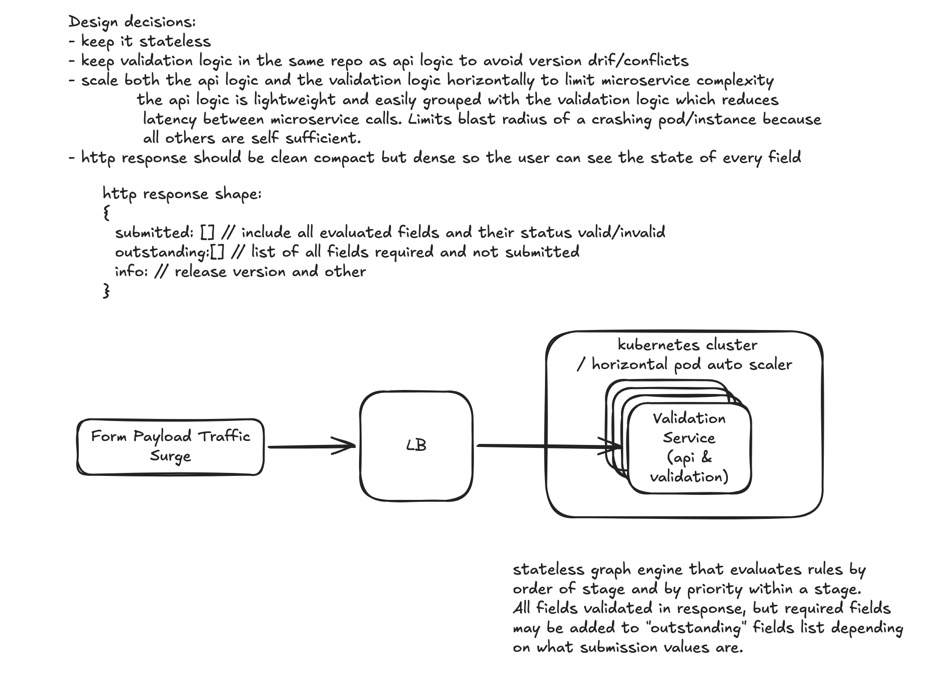 Design decisions:
- keep it stateless
- keep validation logic in the same repo as api logic to avoid version drif/conflicts
- scale both the api logic and the validation logic horizontally to limit microservice complexity
the api logic is lightweight and easily grouped with the validation logic which reduces
latency between microservice calls. Limits blast radius of a crashing pod/instance because
all others are self sufficient.
- http response should be clean compact but dense so the user can see the state of every field
http response shape:
{
submitted: [] // include all evaluated fields and their status valid/invalid
outstanding:[] // list of all fields required and not submitted
info: // release version and other
}
kubernetes cluster
/ horizontal pod auto scaler
Form Payload Traffic
Surge
LB
Validation
Service
(api &
validation)
stateless graph engine that evaluates rules by
order of stage and by priority within a stage.
All fields validated in response, but required fields
may be added to "outstanding" fields list depending
on what submission values are.